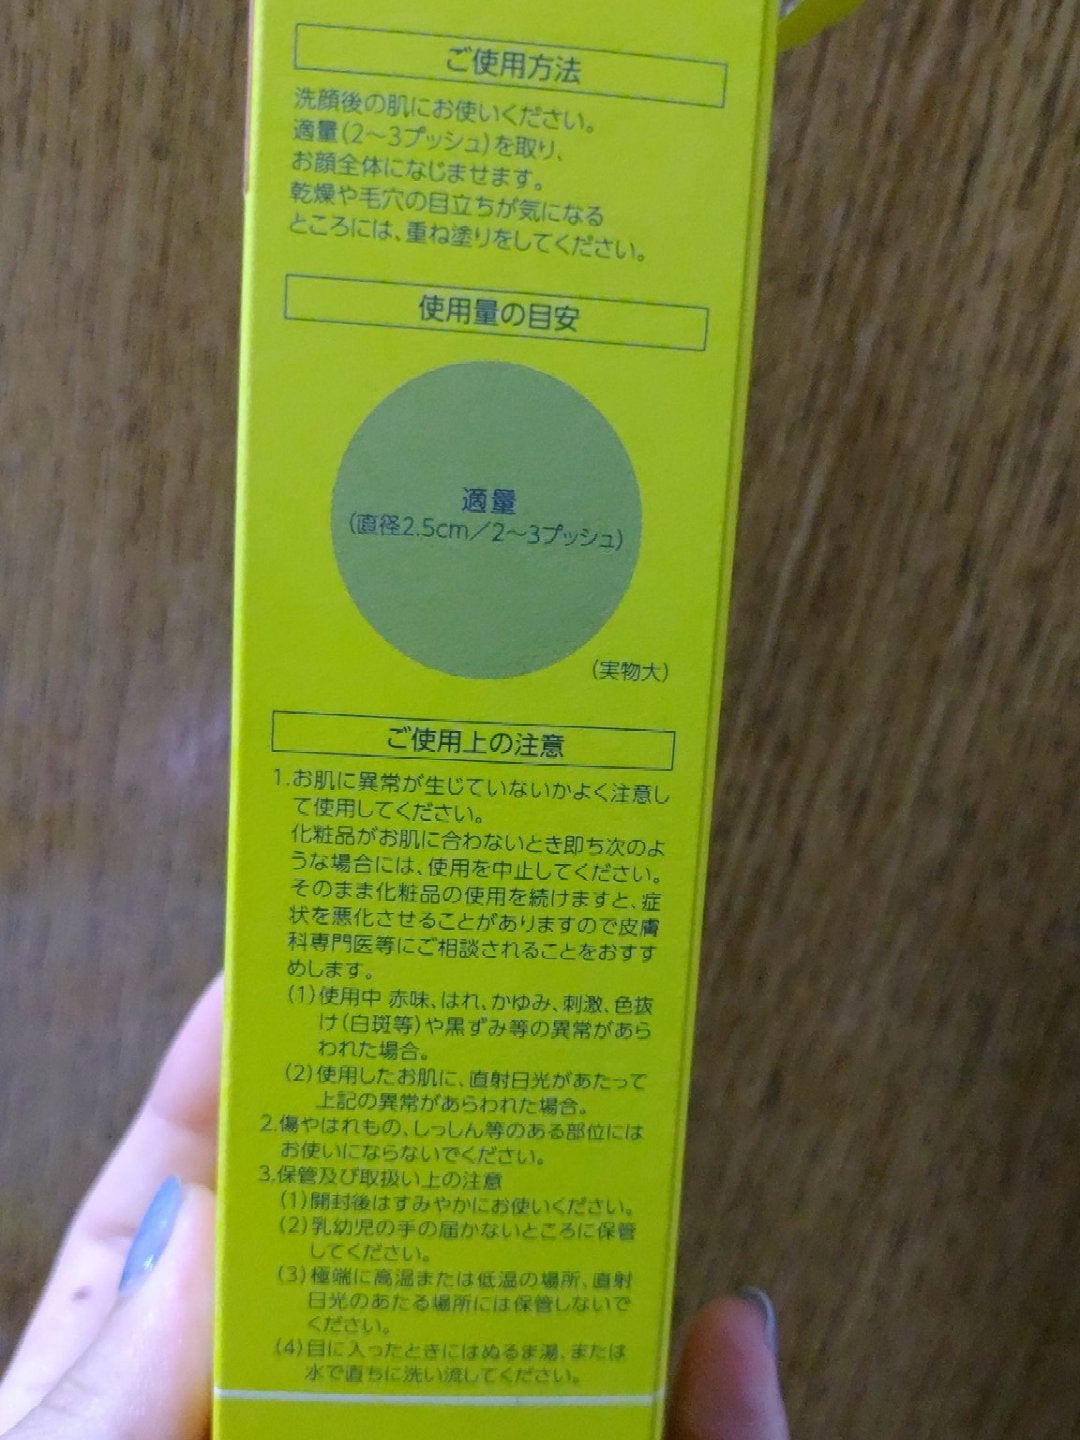 ご使用方法
洗顔後の肌にお使いください。
適量(2～3プッシュ)を取り、
お顔全体になじませます。
乾燥や毛穴の目立ちが気になる
ところには、重ね塗りをしてください。
使用量の目安
適量
(直径2.5cm／2～3プッシュ)
(実物大)
ご使用上の注意
1.お肌に異常が生じていないかよく注意し
て使用してください。
化粧品がお肌に合わないとき即ち次のよ
うな場合には、使用を中止してください。
そのまま化粧品の使用を続けますと、症
状を悪化させることがありますので皮膚
科専門医等にご相談されることをおすす
めします。
(1)使用中 赤味、はれ、かゆみ、刺激、色抜
け(白斑等)や黒ずみ等の異常があら
われた場合。
(2)使用したお肌に、直射日光があたって
上記の異常があらわれた場合。
2.傷やはれもの、しっしん等のある部位には
お使いにならないでください。
3.保管及び取扱い上の注意
(1)開封後はすみやかにお使いください。
(2)乳幼児の手の届かないところに保管
してください。
(3)極端に高温または低温の場所、直射
日光のあたる場所には保管しないで
ください。
(4)目に入ったときにはぬるま湯、または
水で直ちに洗い流してください。